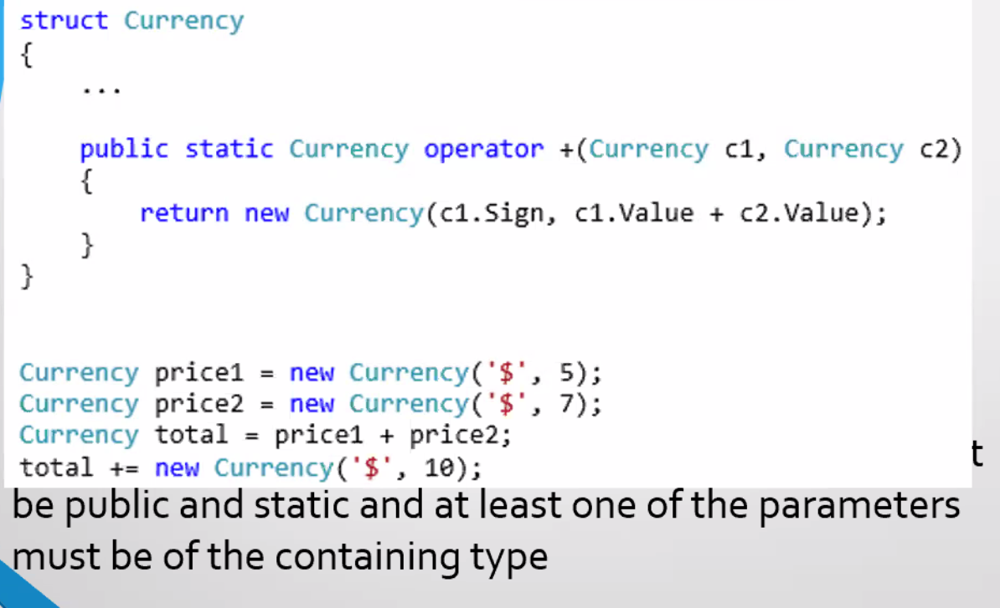 struct Currency
{
    ...
    public static Currency operator +(Currency c1, Currency c2)
    {
        return new Currency(c1.Sign, c1.Value + c2.Value);
    }
}
Currency price1 = new Currency('$', 5);
Currency price2 = new Currency('$', 7);
Currency total = price1 + price2;
total += new Currency('$', 10);
t
be public and static and at least one of the parameters
must be of the containing type